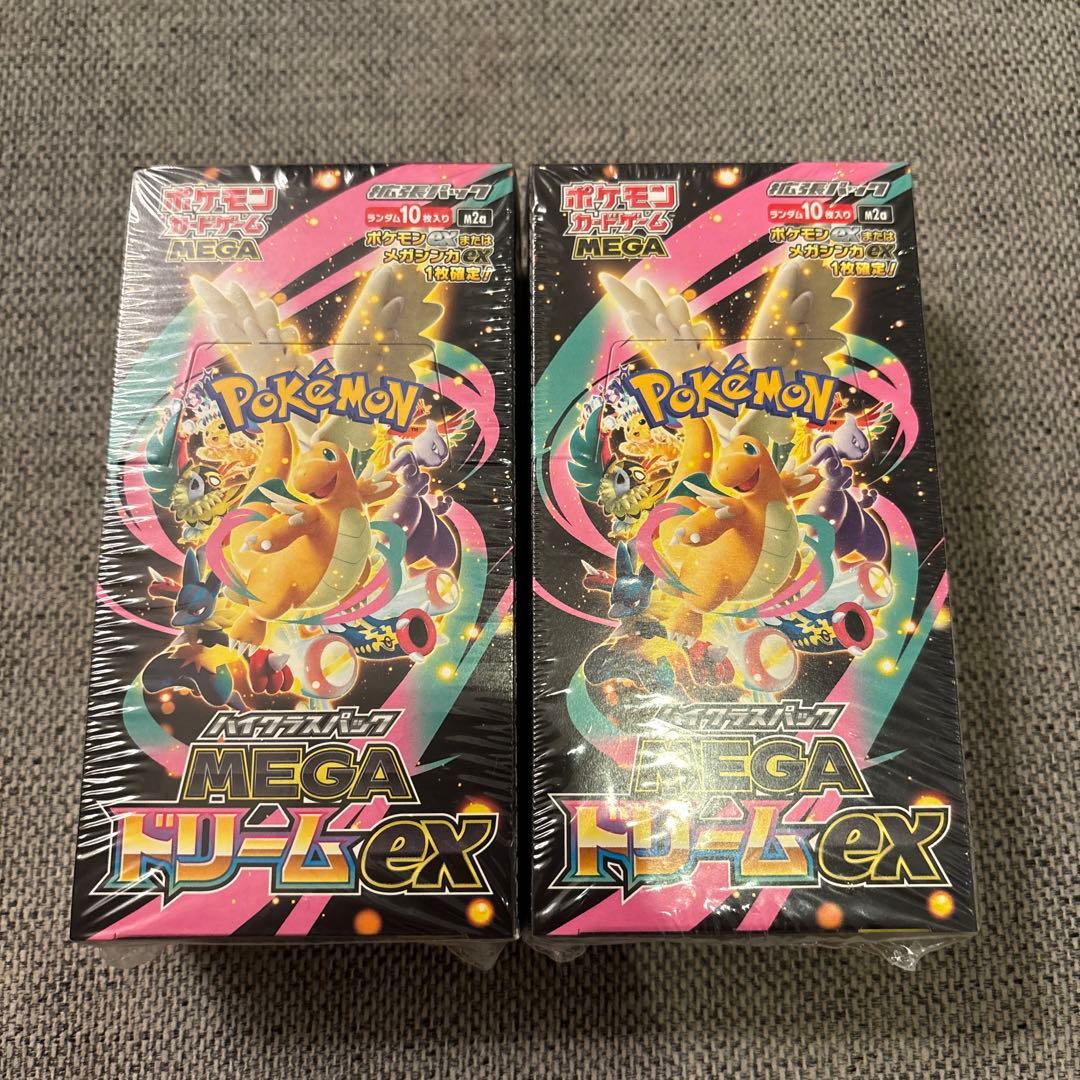 ポケモン
カードゲーム
MEGA
拡張パック
ランダム10枚入り M2a
ポケモンexまたは
メガシンカex
1枚確定!
POKéMON
TM
ハイクラスパック
MEGA
ドリームex
ポケモン
カードゲーム
MEGA
拡張パック
ランダム10枚入り M2a
ポケモンexまたは
メガシンカex
1枚確定!
POKéMON
TM
ハイクラスパック
MEGA
ドリームex